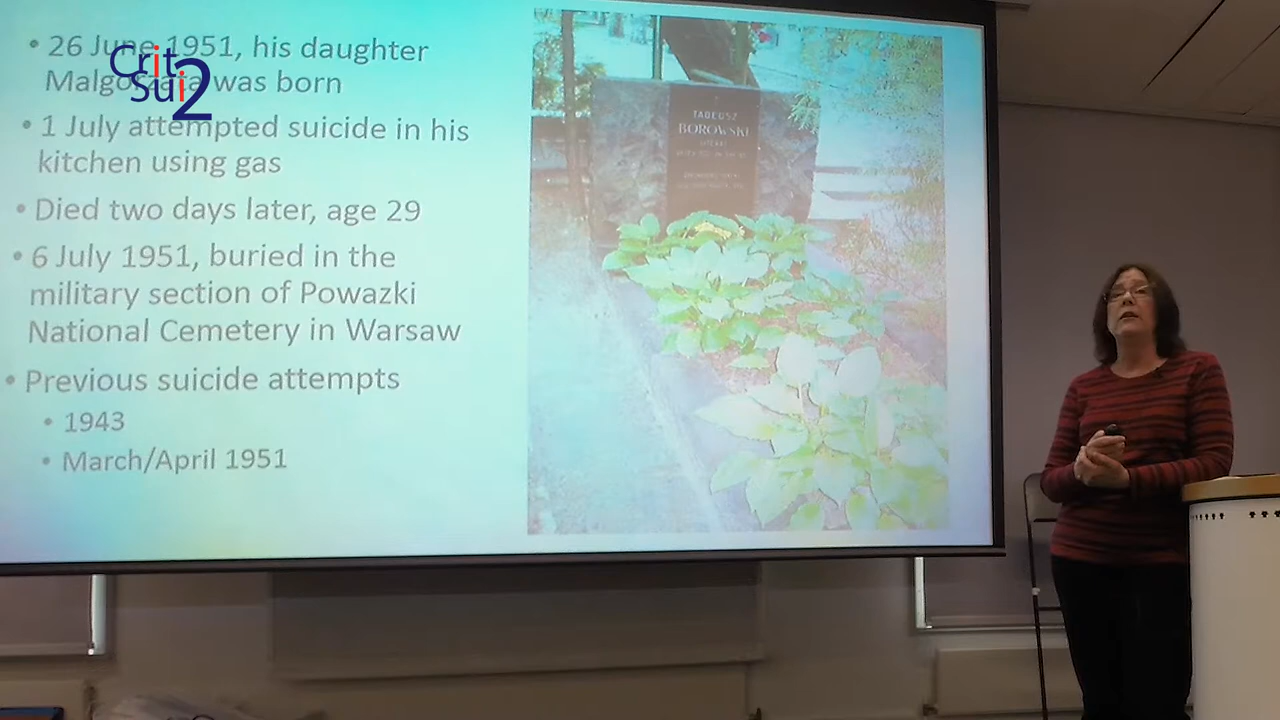 • 26 June 1951, his daughter
Malgorzata was born
• 1 July attempted suicide in his
kitchen using gas
• Died two days later, age 29
• 6 July 1951, buried in the
military section of Powazki
National Cemetery in Warsaw
• Previous suicide attempts
• 1943
• March/April 1951
Crit
Sui2
TADEUSZ
BOROWSKI